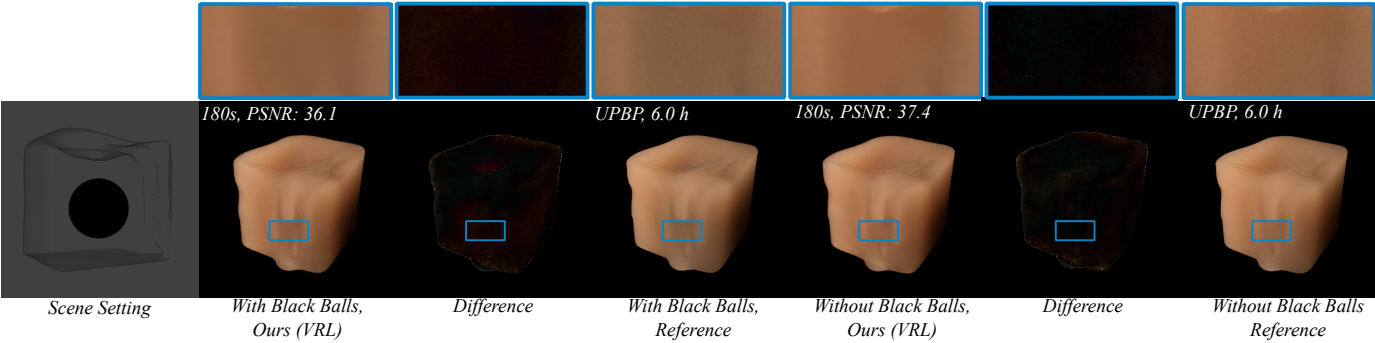 180s, PSNR: 36.1
UPBP, 6.0 h
180s, PSNR: 37.4
UPBP, 6.0 h
Scene Setting
With Black Balls,
Ours (VRL)
Difference
With Black Balls,
Reference
Without Black Balls,
Ours (VRL)
Difference
Without Black Balls
Reference